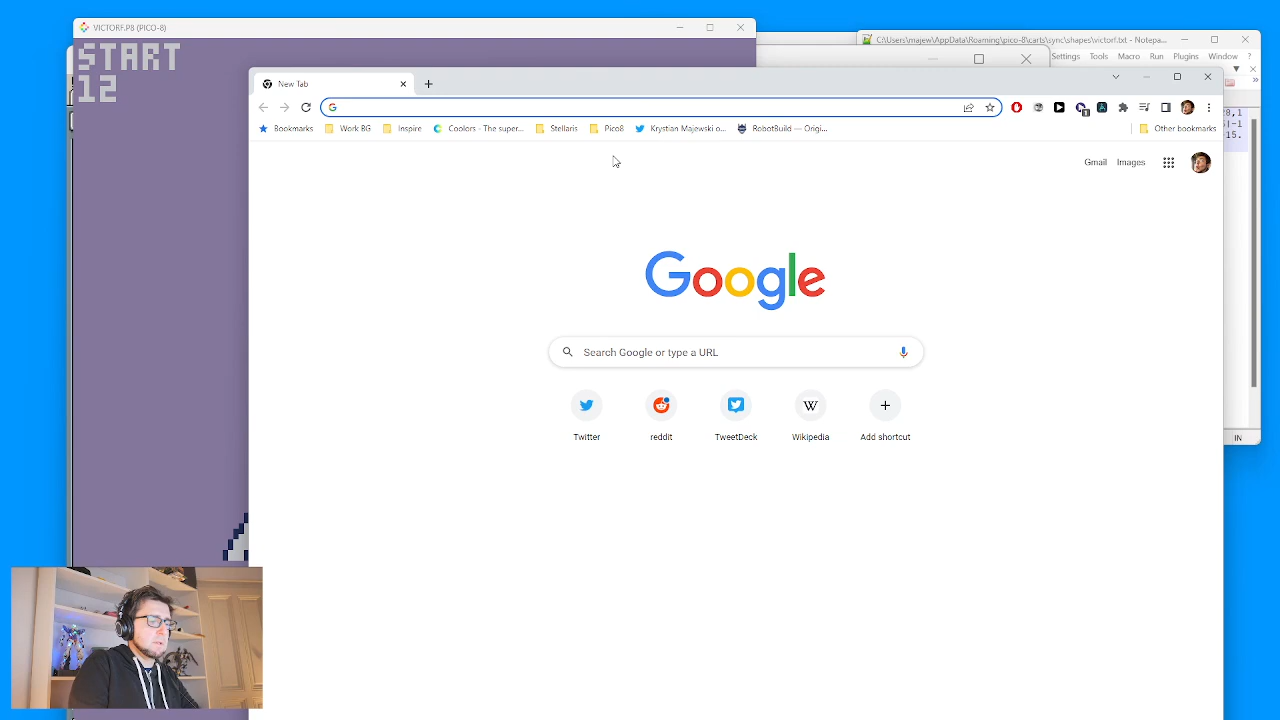 VICTORF.P8 (PICO-8)
START
12
C:\Users\majew\AppData\Roaming\pico-8\carts\sync\shapes\victorf.txt - Notepa...
Settings Tools Macro Run Plugins Window ?
New Tab
Bookmarks Work BG Inspire Coolors - The super... Stellaris Pico8 Krystian Majewski o... RobotBuild — Origi... Other bookmarks
Gmail Images
Google
Search Google or type a URL
Twitter reddit TweetDeck Wikipedia Add shortcut
IN